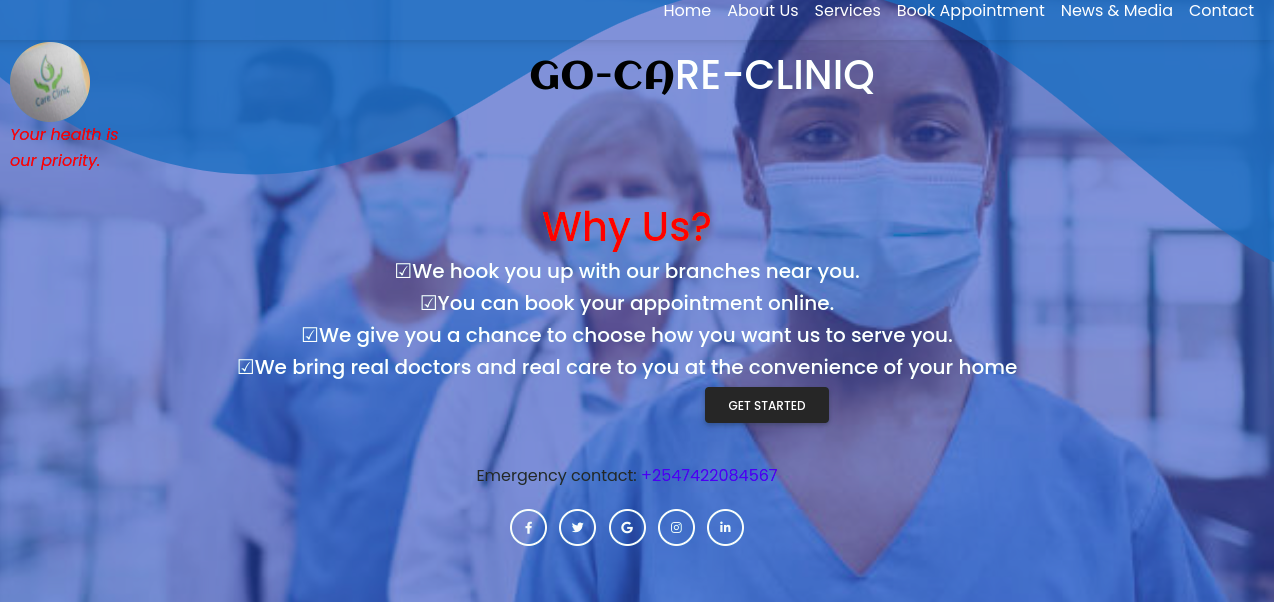 Home About Us Services Book Appointment News & Media Contact
Care Clinic
GO-CARE-CLINIQ
Your health is
our priority.
Why Us?
☑We hook you up with our branches near you.
☑You can book your appointment online.
☑We give you a chance to choose how you want us to serve you.
☑We bring real doctors and real care to you at the convenience of your home
GET STARTED
Emergency contact: +2547422084567